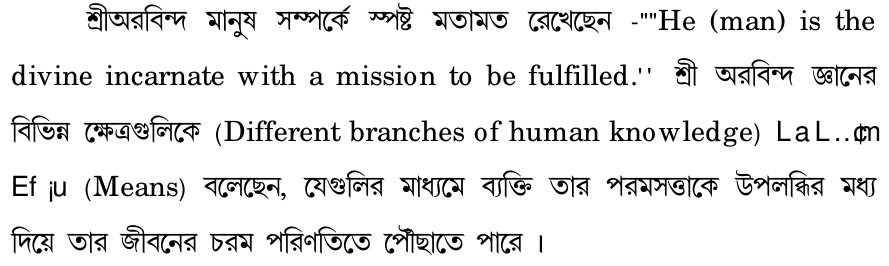 শ্রীঅরবিন্দ মানুষ সম্পর্কে স্পষ্ট মতামত রেখেছেন -""He (man) is the
divine incarnate with a mission to be fulfilled.'' শ্রী অরবিন্দ জ্ঞানের
বিভিন্ন ক্ষেত্রগুলিকে (Different branches of human knowledge) LaL..
Ef (Means) বলেছেন, যেগুলির মাধ্যমে ব্যক্তি তার পরমসত্তাকে উপলব্ধির মধ্য
দিয়ে তার জীবনের চরম পরিণতিতে পৌঁছাতে পারে ।